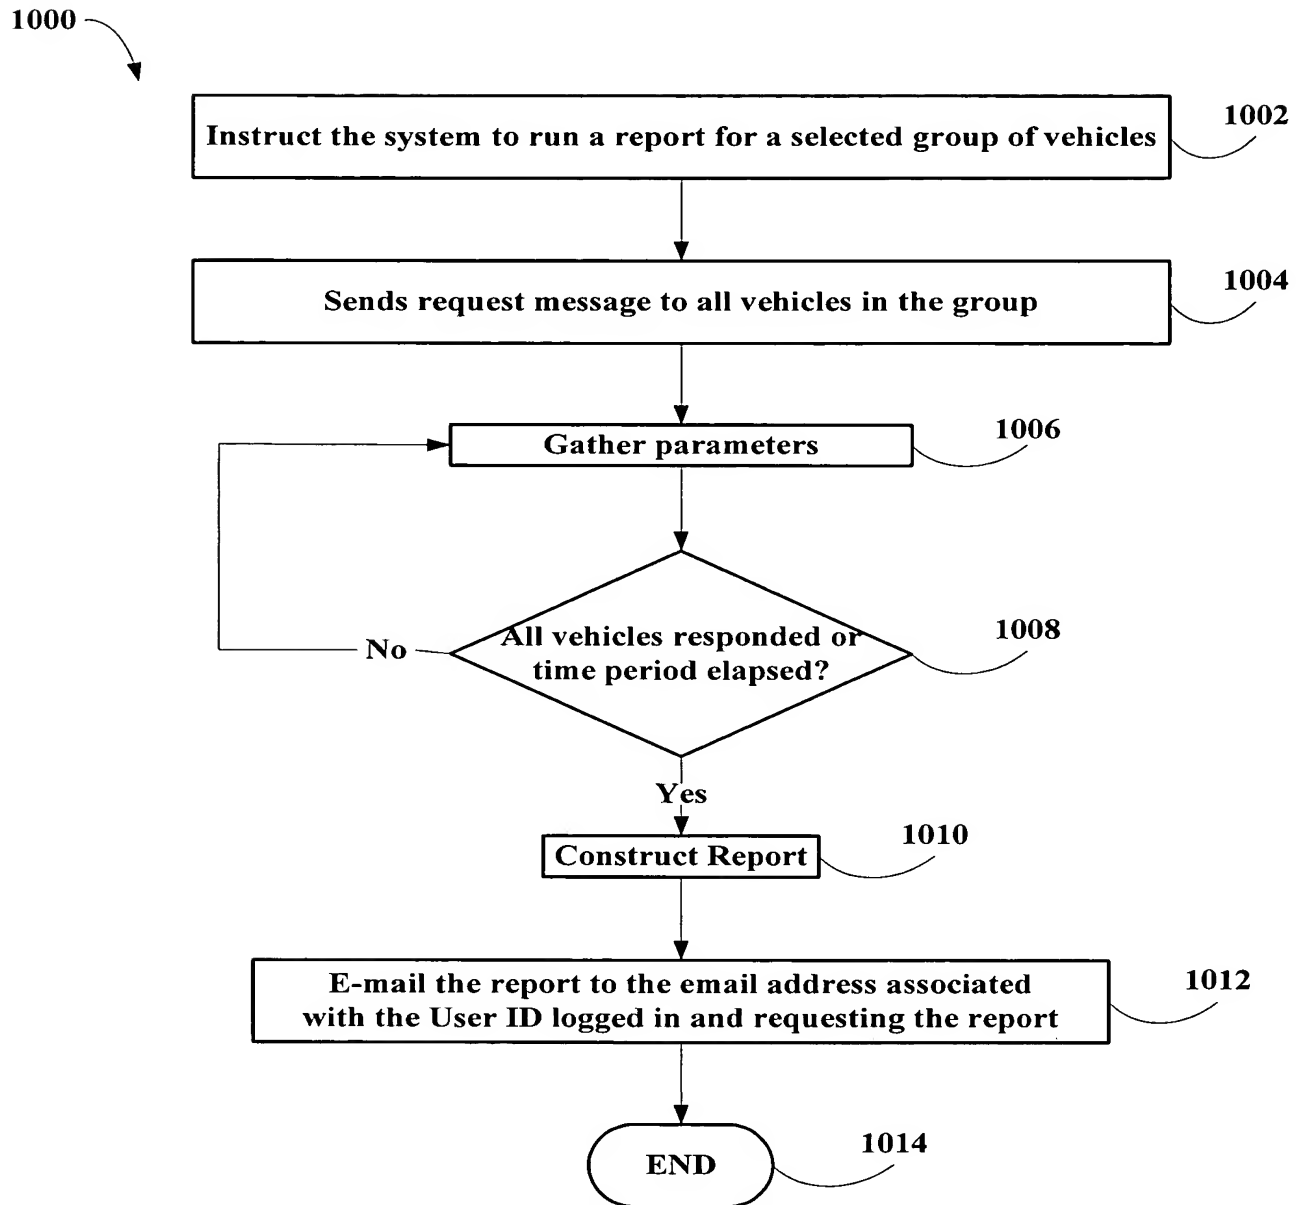 1000
Instruct the system to run a report for a selected group of vehicles
1002
Sends request message to all vehicles in the group
1004
Gather parameters
1006
All vehicles responded or
time period elapsed?
1008
No
Yes
Construct Report
1010
E-mail the report to the email address associated
with the User ID logged in and requesting the report
1012
END
1014